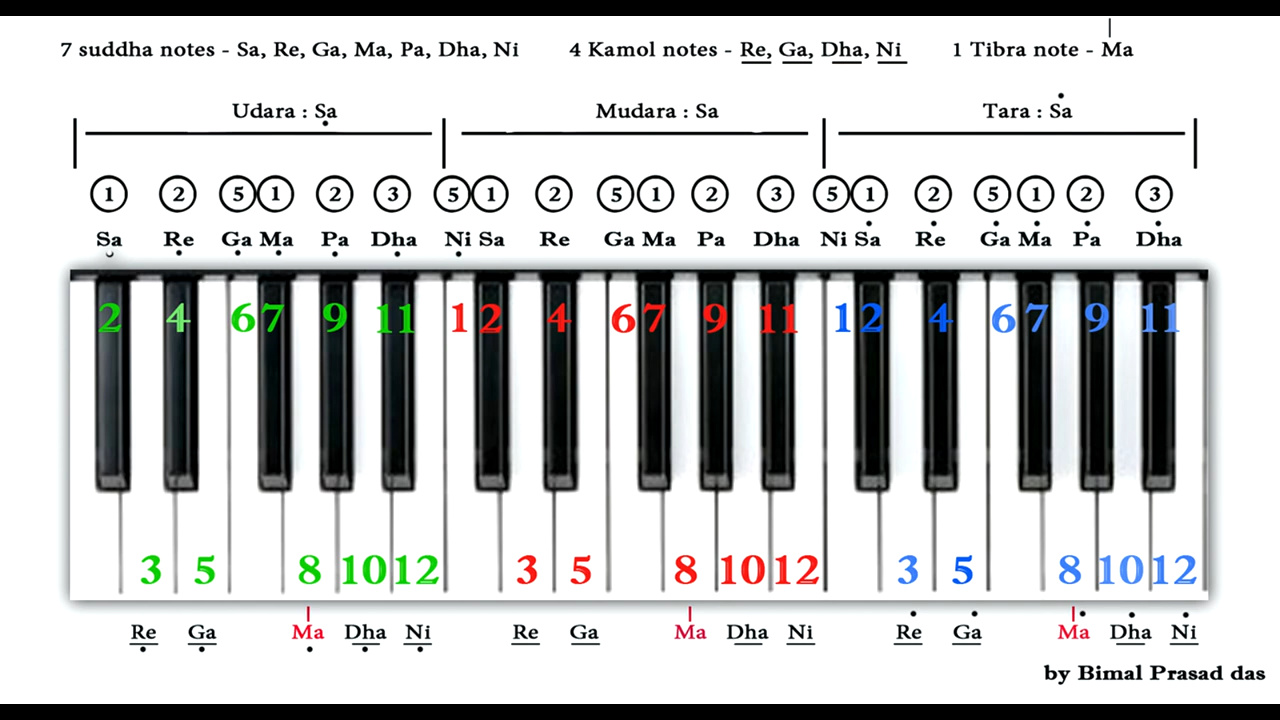 7 suddha notes - Sa, Re, Ga, Ma, Pa, Dha, Ni 4 Kamol notes - Re, Ga, Dha, Ni 1 Tibra note - Ma
Udara : Sa Mudara : Sa Tara : Sa
1 2 5 1 2 3 5 1 2 5 1 2 3 5 1 2 5 1 2 3
Sa Re Ga Ma Pa Dha Ni Sa Re Ga Ma Pa Dha Ni Sa Re Ga Ma Pa Dha
2 4 6 7 9 11 1 2 4 6 7 9 11 1 2 4 6 7 9 11
3 5 8 10 12 3 5 8 10 12 3 5 8 10 12
Re Ga Ma Dha Ni Re Ga Ma Dha Ni Re Ga Ma Dha Ni
by Bimal Prasad das